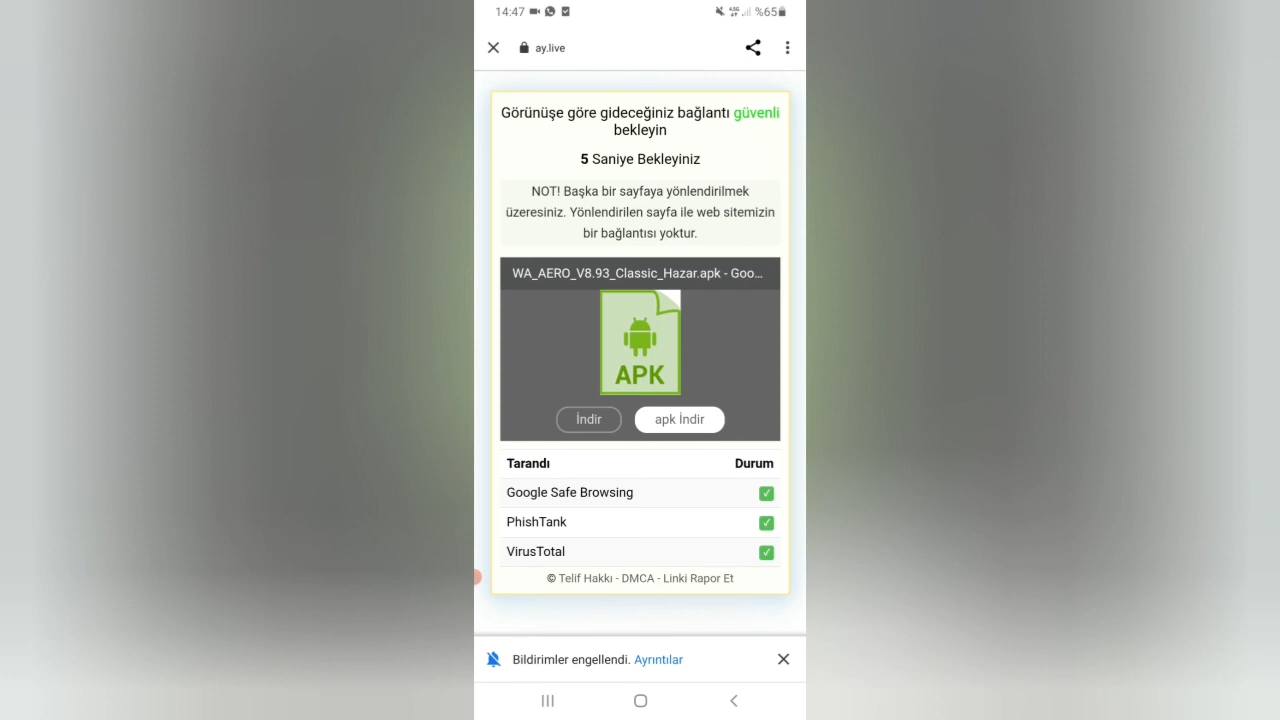 14:47 %65
ay.live
Görünüşe göre gideceğiniz bağlantı güvenli
bekleyin
5 Saniye Bekleyiniz
NOT! Başka bir sayfaya yönlendirilmek
üzeresiniz. Yönlendirilen sayfa ile web sitemizin
bir bağlantısı yoktur.
WA_AERO_V8.93_Classic_Hazar.apk - Goo...
APK
İndir apk İndir
Tarandı Durum
Google Safe Browsing
PhishTank
VirusTotal
© Telif Hakkı - DMCA - Linki Rapor Et
Bildirimler engellendi. Ayrıntılar